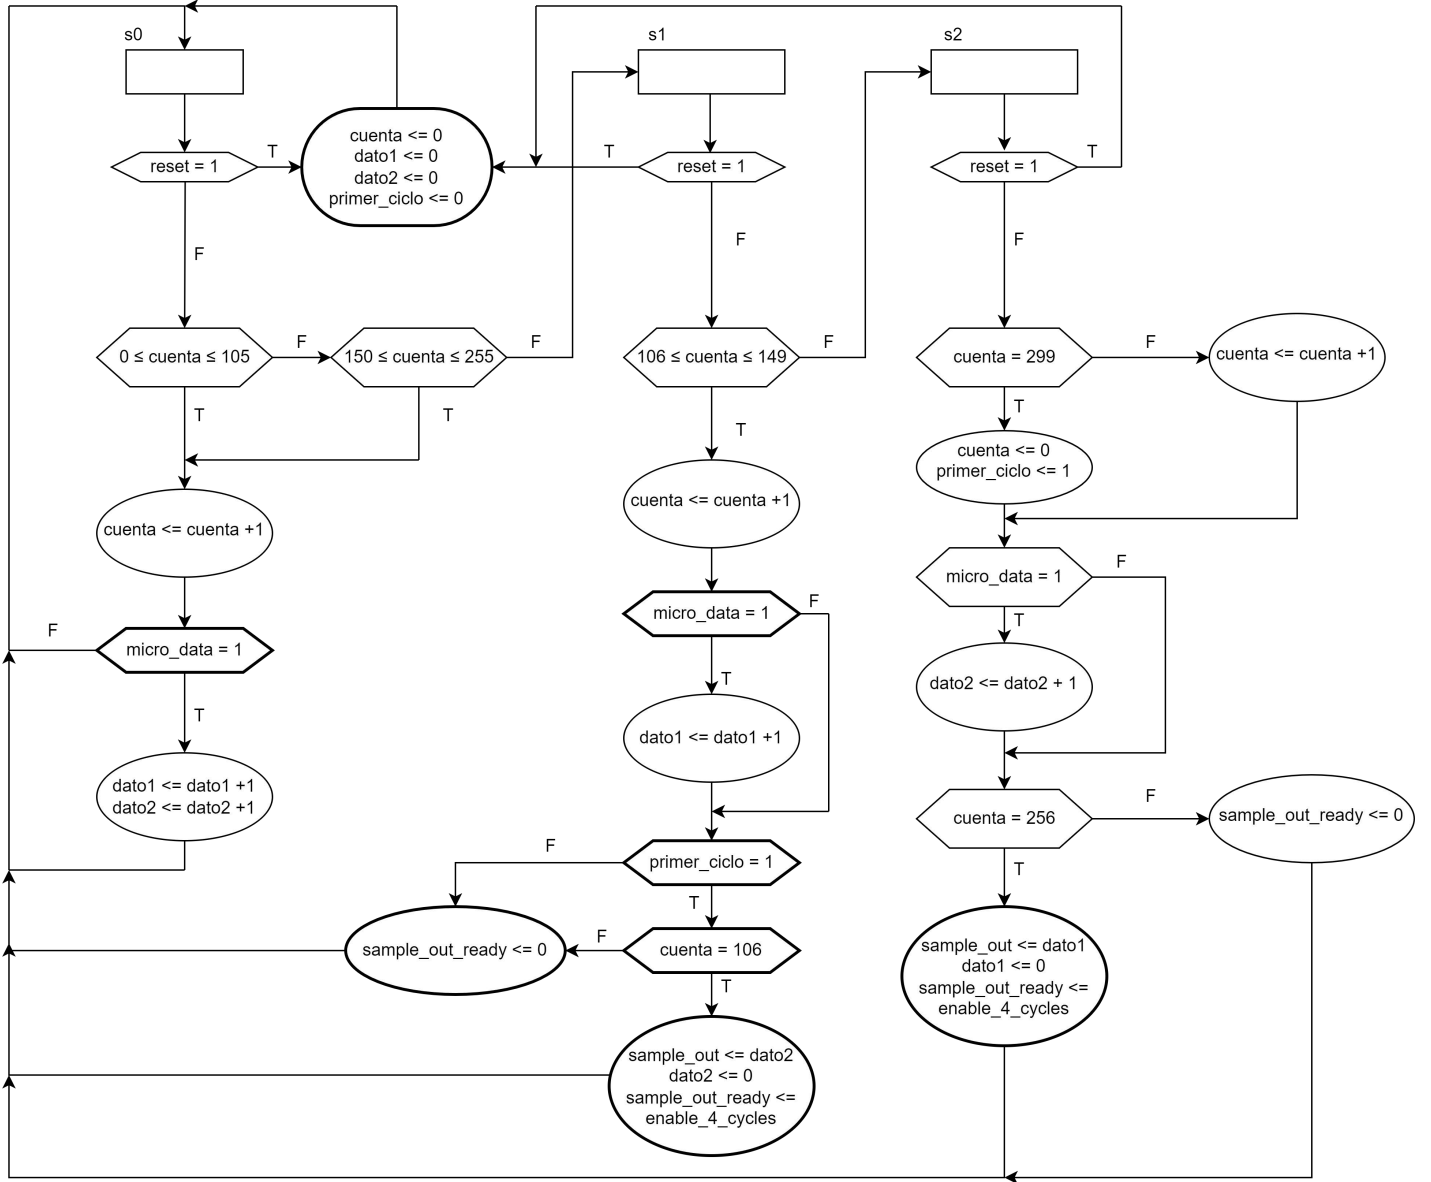 s0
s1
s2
reset = 1
T
cuenta <= 0
dato1 <= 0
dato2 <= 0
primer_ciclo <= 0
T
reset = 1
reset = 1
T
F
F
F
0 ≤ cuenta ≤ 105
F
150 ≤ cuenta ≤ 255
F
106 ≤ cuenta ≤ 149
F
cuenta = 299
F
cuenta <= cuenta +1
T
T
T
T
cuenta <= cuenta +1
cuenta <= cuenta +1
cuenta <= 0
primer_ciclo <= 1
F
micro_data = 1
T
micro_data = 1
F
T
micro_data = 1
F
T
dato1 <= dato1 +1
dato2 <= dato2 +1
dato1 <= dato1 +1
dato2 <= dato2 + 1
F
primer_ciclo = 1
T
cuenta = 256
F
sample_out_ready <= 0
T
sample_out_ready <= 0
F
cuenta = 106
T
sample_out <= dato1
dato1 <= 0
sample_out_ready <=
enable_4_cycles
sample_out <= dato2
dato2 <= 0
sample_out_ready <=
enable_4_cycles